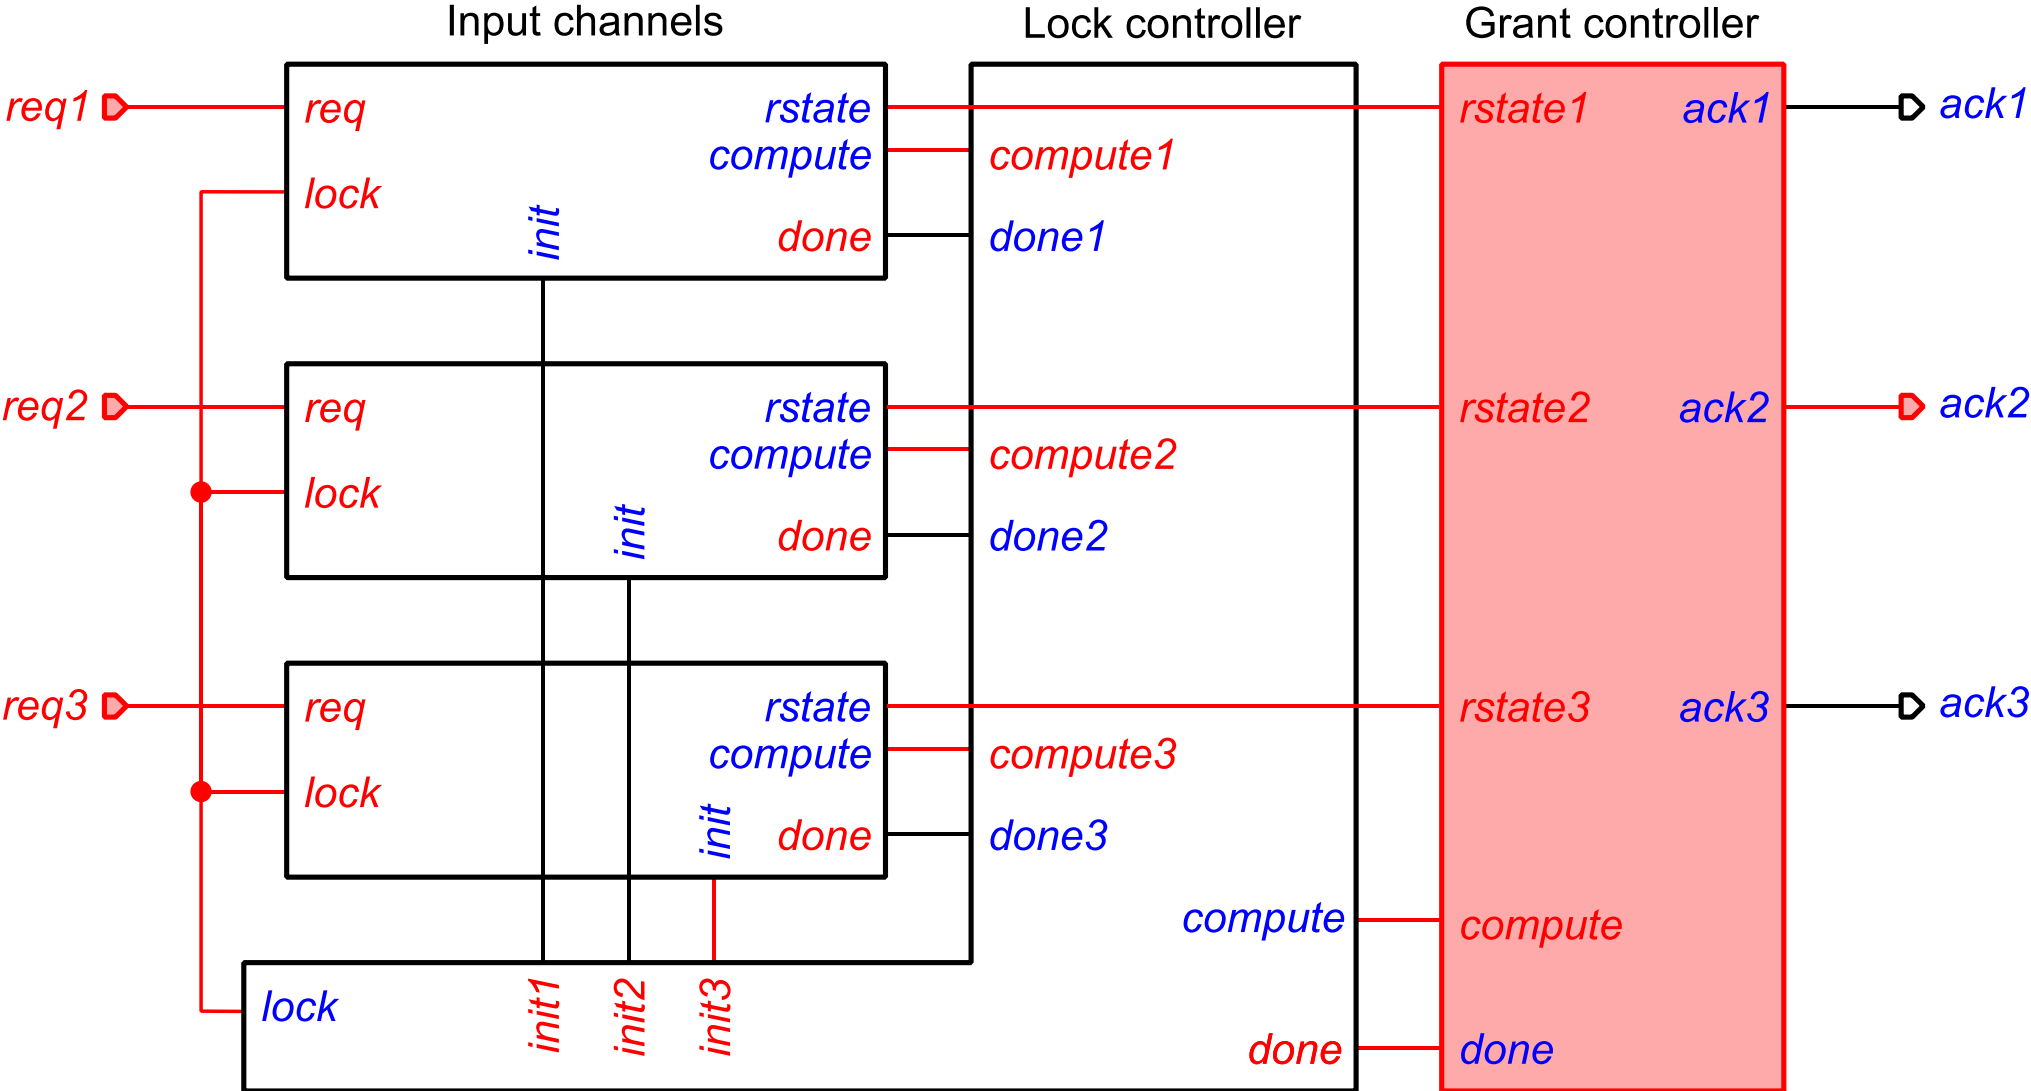 Input channels
Lock controller
Grant controller
req1
req
rstate
rstate1
ack1
ack1
compute
compute1
lock
init
done
done1
req2
req
rstate
rstate2
ack2
ack2
compute
compute2
lock
init
done
done2
req3
req
rstate
rstate3
ack3
ack3
compute
compute3
lock
init
done
done3
compute
compute
lock
init1
init2
init3
done
done